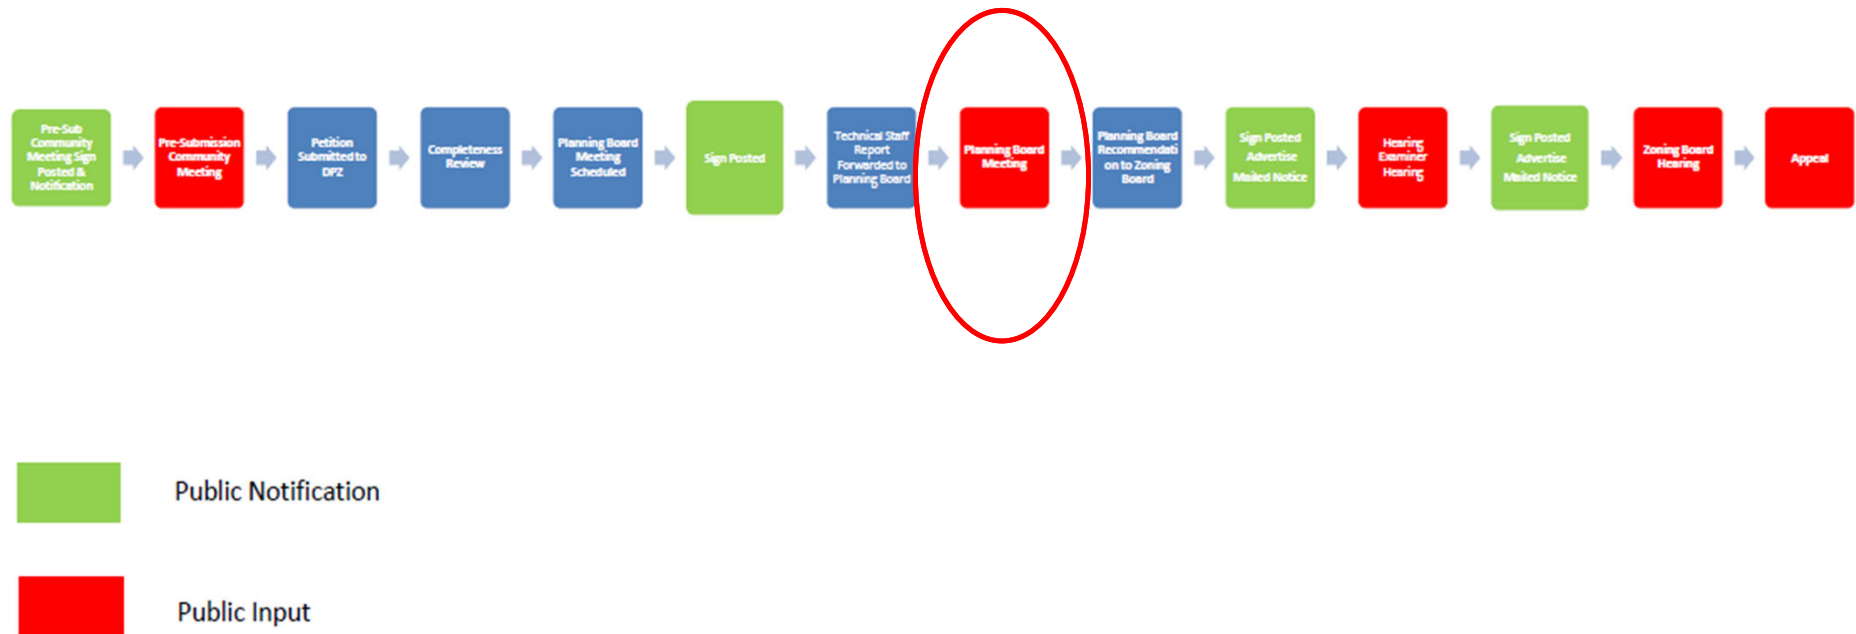 Pre-Sub
Community
Meeting Sign
Posted &
Notification
Pre-Submission
Community
Meeting
Petition
Submitted to
DPZ
Completeness
Review
Planning Board
Meeting
Scheduled
Sign Posted
Technical Staff
Report
Forwarded to
Planning Board
Planning Board
Meeting
Planning Board
Recommendati
on to Zoning
Board
Sign Posted
Advertise
Mailed Notice
Hearing
Examiner
Hearing
Sign Posted
Advertise
Mailed Notice
Zoning Board
Hearing
Appeal
Public Notification
Public Input